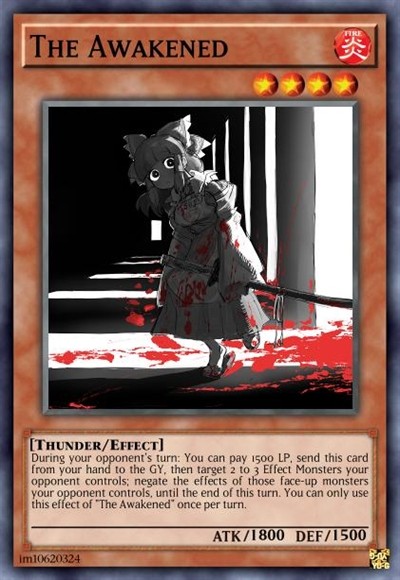 The Awakened
FIRE
炎
[Thunder/Effect]
During your opponent's turn: You can pay 1500 LP, send this
card from your hand to the GY, then target 2 to 3 Effect Monsters your
opponent controls; negate the effects of those face-up monsters
your opponent controls, until the end of this turn. You can only use
this effect of "The Awakened" once per turn.
ATK/1800 DEF/1500
im10620324